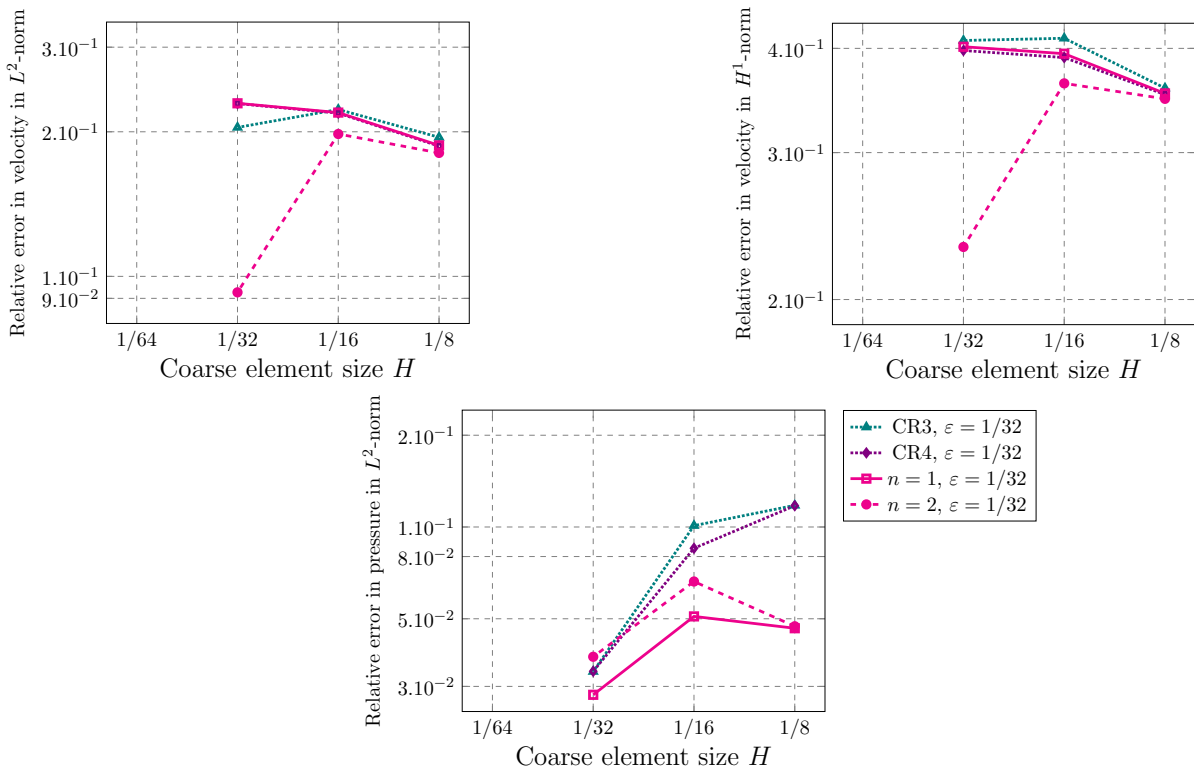 Relative error in velocity in L²-norm
3.10⁻¹
2.10⁻¹
1.10⁻¹
9.10⁻²
1/64 1/32 1/16 1/8
Coarse element size H
Relative error in velocity in H¹-norm
4.10⁻¹
3.10⁻¹
2.10⁻¹
1/64 1/32 1/16 1/8
Coarse element size H
Relative error in pressure in L²-norm
2.10⁻¹
1.10⁻¹
8.10⁻²
5.10⁻²
3.10⁻²
1/64 1/32 1/16 1/8
Coarse element size H
CR3, ε = 1/32
CR4, ε = 1/32
n = 1, ε = 1/32
n = 2, ε = 1/32